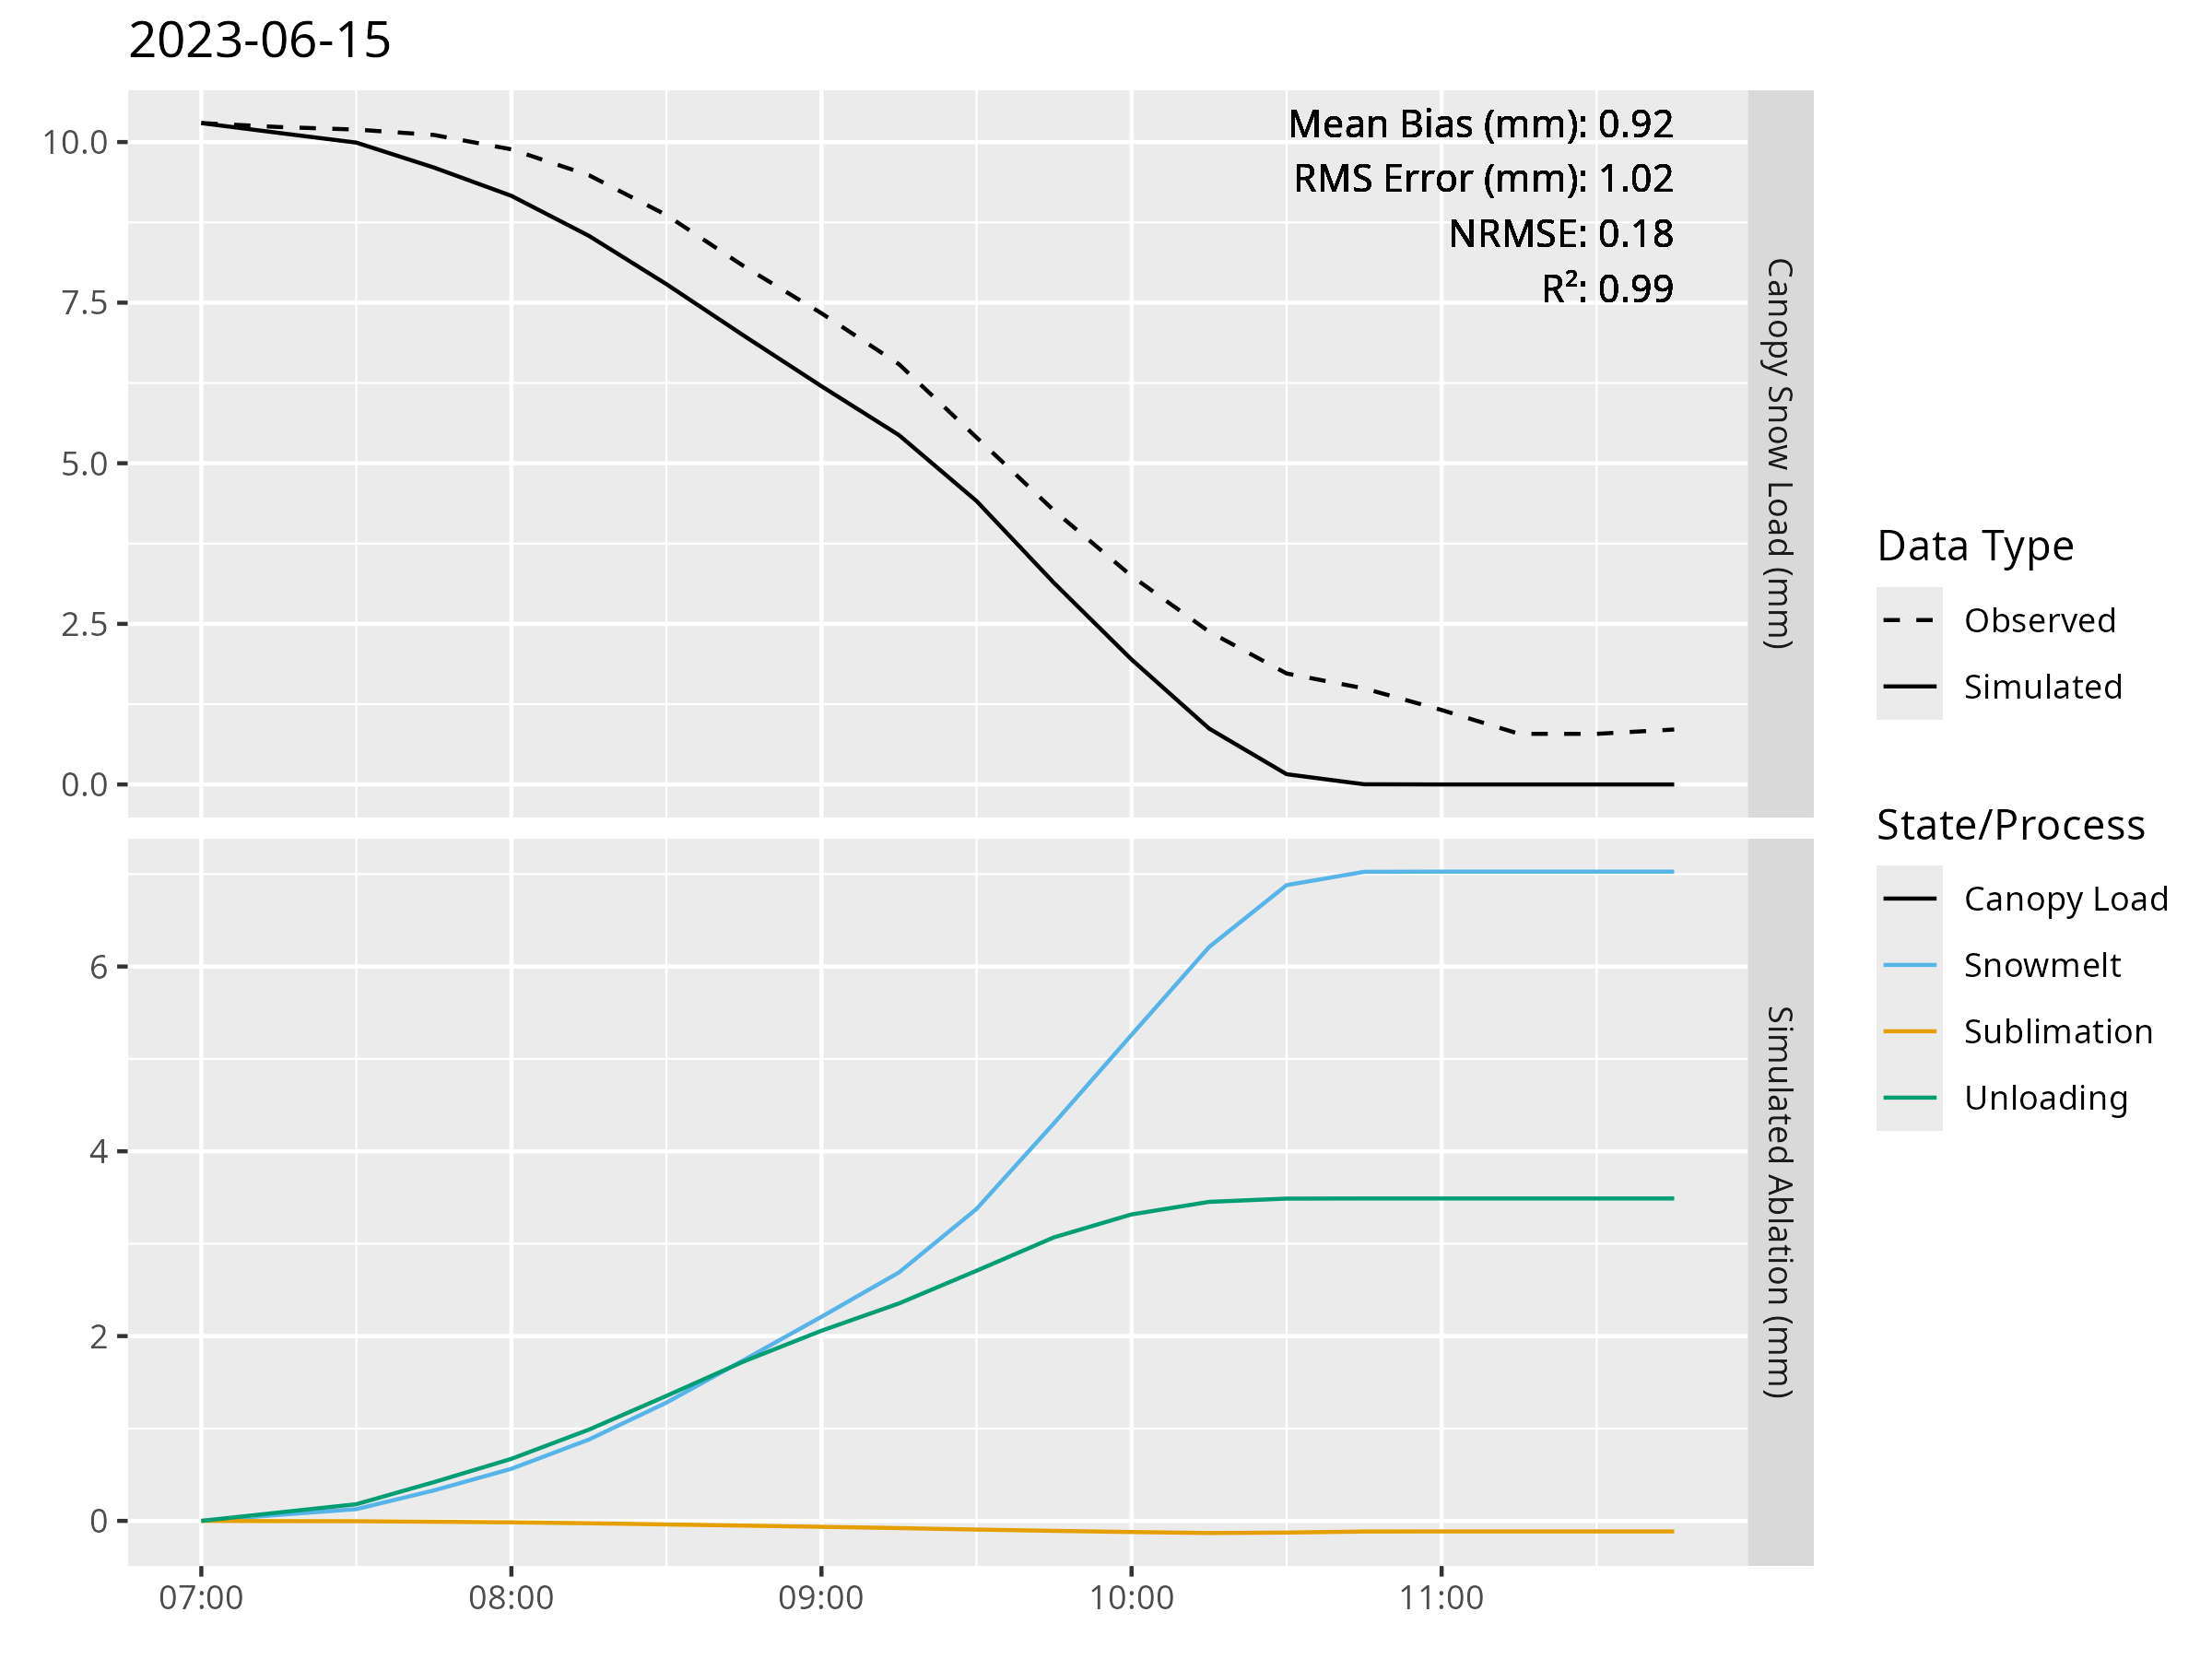 2023-06-15
Mean Bias (mm): 0.92
RMS Error (mm): 1.02
NRMSE: 0.18
R²: 0.99
10.0
7.5
5.0
2.5
0.0
Canopy Snow Load (mm)
6
4
2
0
Simulated Ablation (mm)
07:00 08:00 09:00 10:00 11:00
Data Type
Observed
Simulated
State/Process
Canopy Load
Snowmelt
Sublimation
Unloading